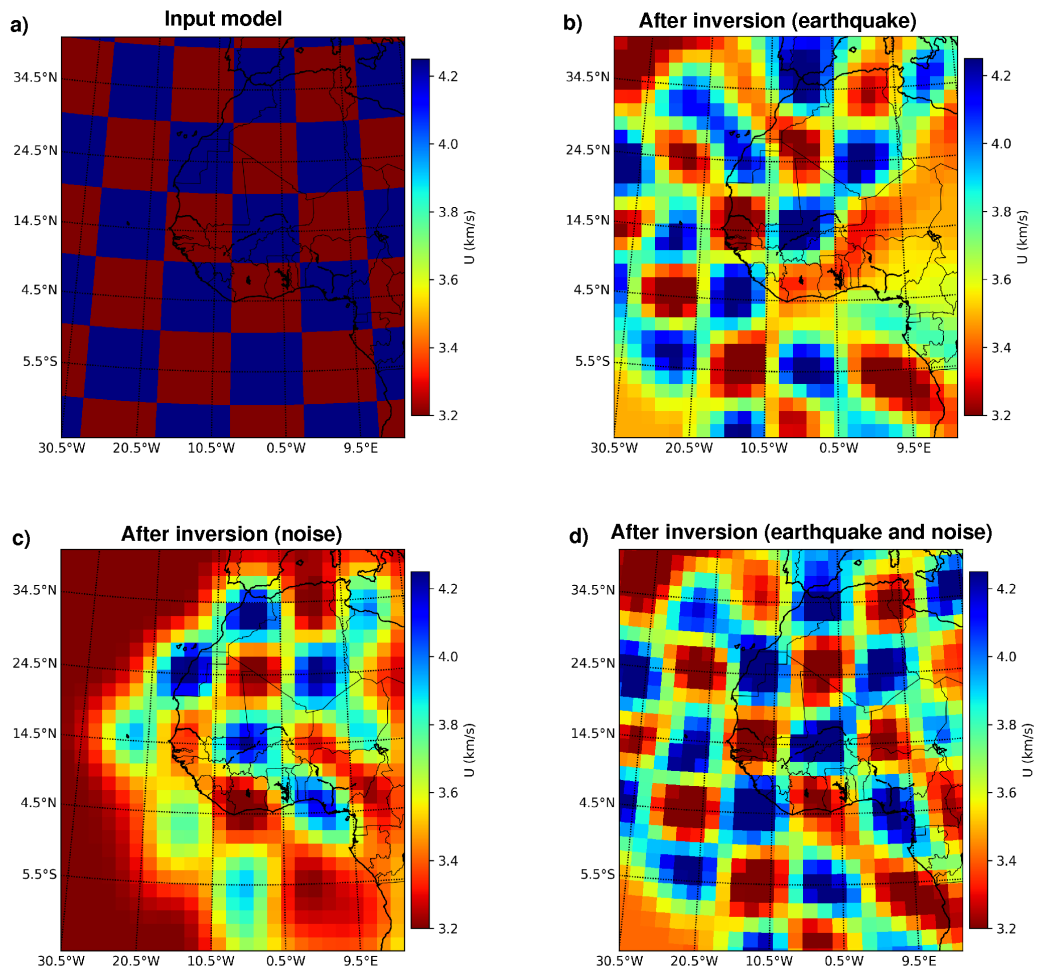 a)
Input model
34.5°N
24.5°N
14.5°N
4.5°N
5.5°S
30.5°W 20.5°W 10.5°W 0.5°W 9.5°E
4.2
4.0
3.8
3.6
3.4
3.2
U (km/s)
b)
After inversion (earthquake)
34.5°N
24.5°N
14.5°N
4.5°N
5.5°S
30.5°W 20.5°W 10.5°W 0.5°W 9.5°E
4.2
4.0
3.8
3.6
3.4
3.2
U (km/s)
c)
After inversion (noise)
34.5°N
24.5°N
14.5°N
4.5°N
5.5°S
30.5°W 20.5°W 10.5°W 0.5°W 9.5°E
4.2
4.0
3.8
3.6
3.4
3.2
U (km/s)
d)
After inversion (earthquake and noise)
34.5°N
24.5°N
14.5°N
4.5°N
5.5°S
30.5°W 20.5°W 10.5°W 0.5°W 9.5°E
4.2
4.0
3.8
3.6
3.4
3.2
U (km/s)